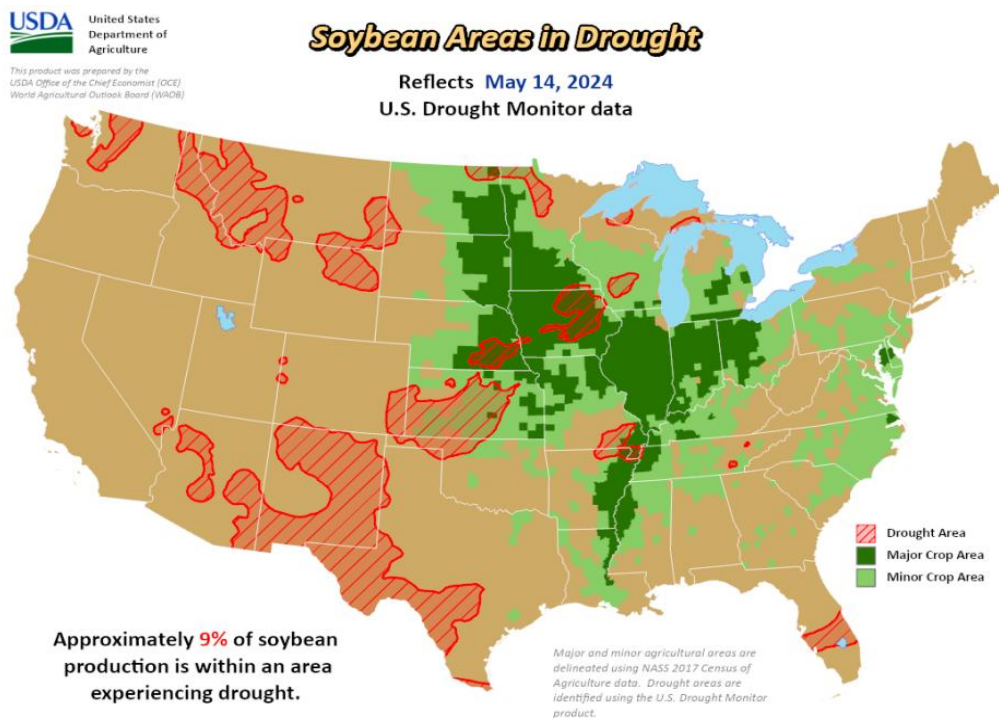 USDA
United States
Department of
Agriculture
This product was prepared by the
USDA Office of the Chief Economist (OCE)
World Agricultural Outlook Board (WAOB)
Soybean Areas in Drought
Reflects May 14, 2024
U.S. Drought Monitor data
Drought Area
Major Crop Area
Minor Crop Area
Approximately 9% of soybean
production is within an area
experiencing drought.
Major and minor agricultural areas are
delineated using NASS 2017 Census of
Agriculture data. Drought areas are
identified using the U.S. Drought Monitor
product.